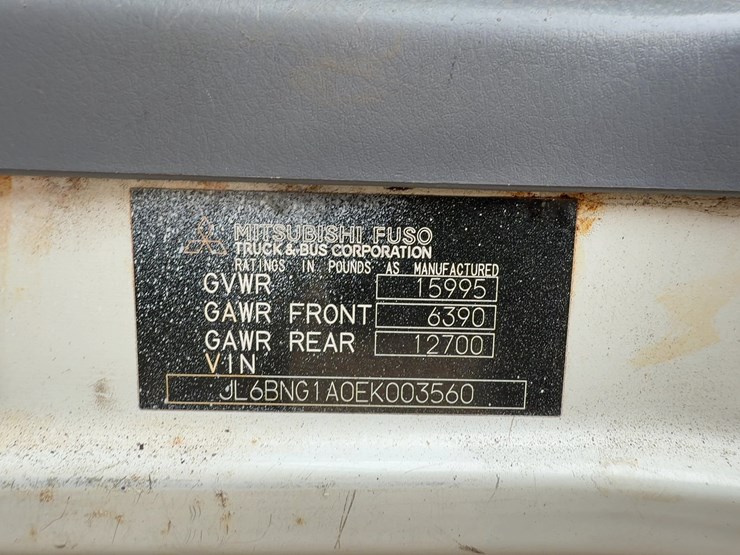 MITSUBISHI FUSO
TRUCK & BUS CORPORATION
RATINGS IN POUNDS AS MANUFACTURED
GVWR 15995
GAWR FRONT 6390
GAWR REAR 12700
VIN
JL6BNG1A0EK003560